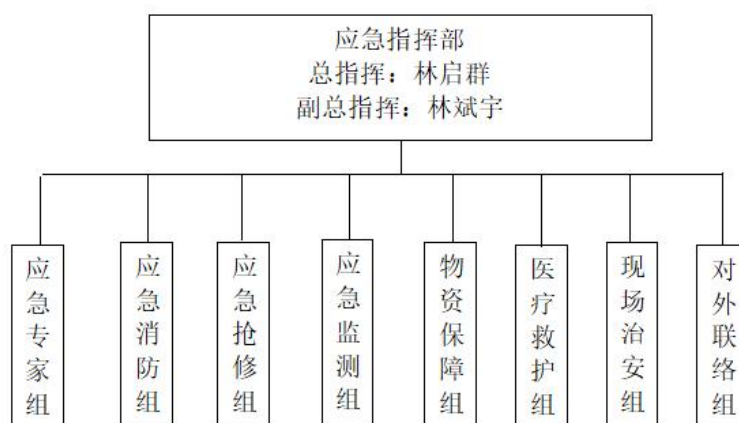 应急指挥部
总指挥：林启群
副总指挥：林斌宇
应急专家组
应急消防组
应急抢修组
应急监测组
物资保障组
医疗救护组
现场治安组
对外联络组